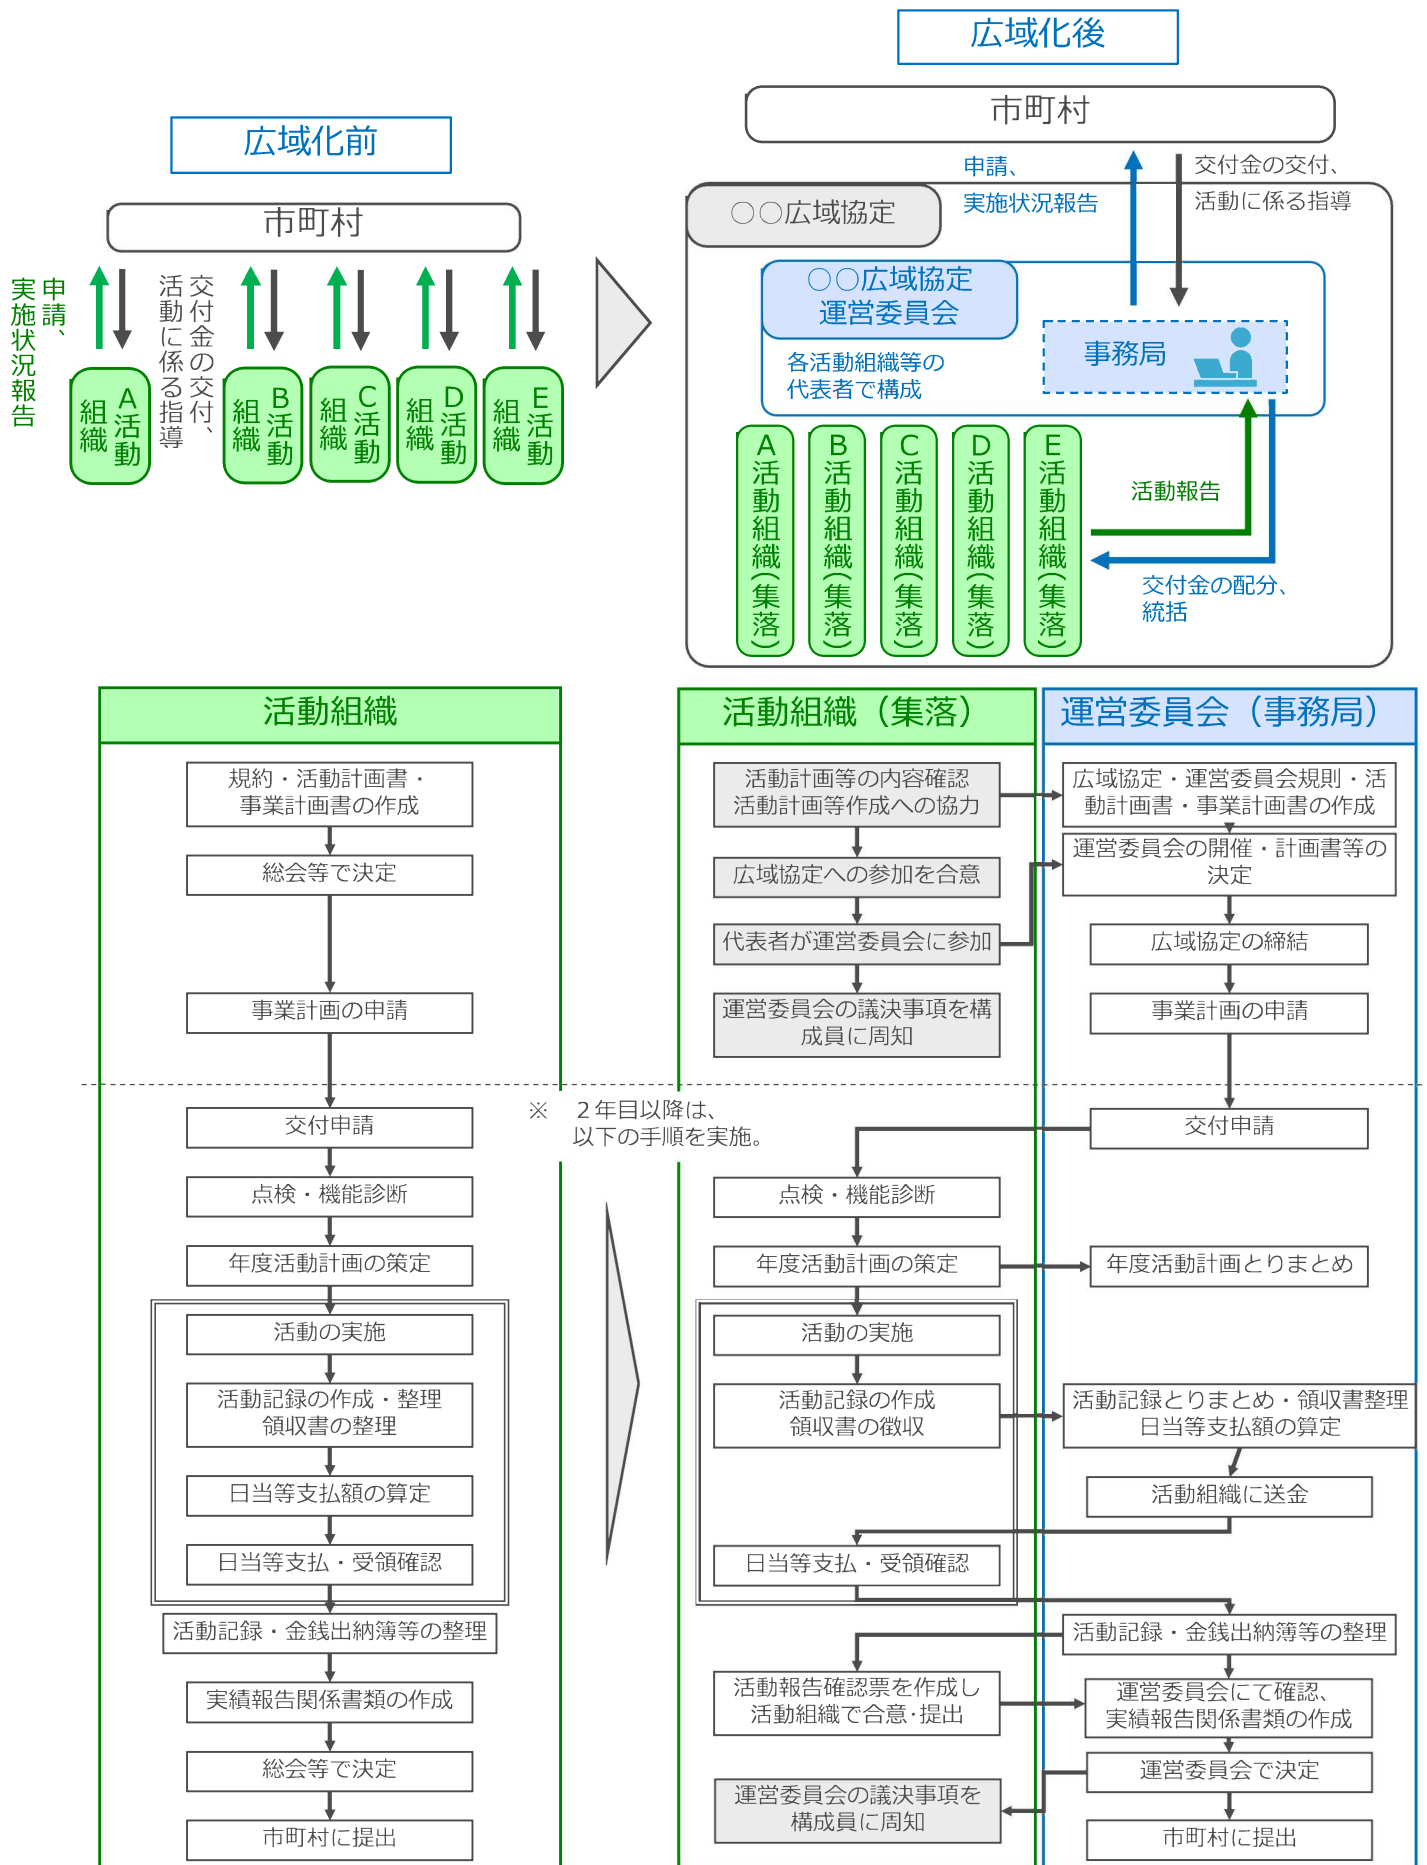 広域化前
市町村
申請、
実施状況報告
交付金の交付、
活動に係る指導
A活動
組織
B活動
組織
C活動
組織
D活動
組織
E活動
組織
広域化後
市町村
申請、
実施状況報告
交付金の交付、
活動に係る指導
○○広域協定
○○広域協定
運営委員会
各活動組織等の
代表者で構成
事務局
A活動組織(集落)
B活動組織(集落)
C活動組織(集落)
D活動組織(集落)
E活動組織(集落)
活動報告
交付金の配分、
統括
活動組織
規約・活動計画書・
事業計画書の作成
総会等で決定
事業計画の申請
交付申請
点検・機能診断
年度活動計画の策定
活動の実施
活動記録の作成・整理
領収書の整理
日当等支払額の算定
日当等支払・受領確認
活動記録・金銭出納簿等の整理
実績報告関係書類の作成
総会等で決定
市町村に提出
※ 2年目以降は、
以下の手順を実施。
活動組織（集落）
活動計画等の内容確認
活動計画等作成への協力
広域協定への参加を合意
代表者が運営委員会に参加
運営委員会の議決事項を構
成員に周知
点検・機能診断
年度活動計画の策定
活動の実施
活動記録の作成
領収書の徴収
日当等支払・受領確認
活動報告確認票を作成し
活動組織で合意･提出
運営委員会の議決事項を
構成員に周知
運営委員会（事務局）
広域協定・運営委員会規則・活
動計画書・事業計画書の作成
運営委員会の開催・計画書等の
決定
広域協定の締結
事業計画の申請
交付申請
年度活動計画とりまとめ
活動記録とりまとめ・領収書整理
日当等支払額の算定
活動組織に送金
活動記録・金銭出納簿等の整理
運営委員会にて確認、
実績報告関係書類の作成
運営委員会で決定
市町村に提出